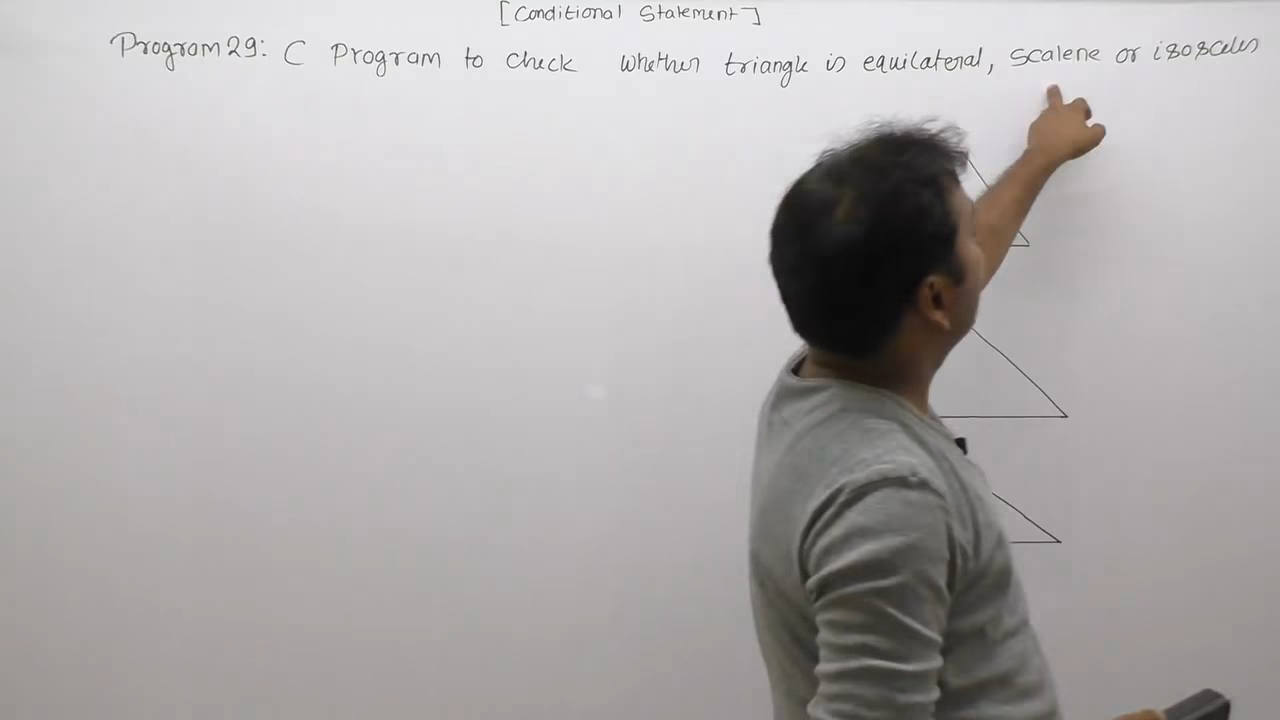 [Conditional Statement]
Program 29: C Program to check whether triangle is equilateral, scalene or isosceles